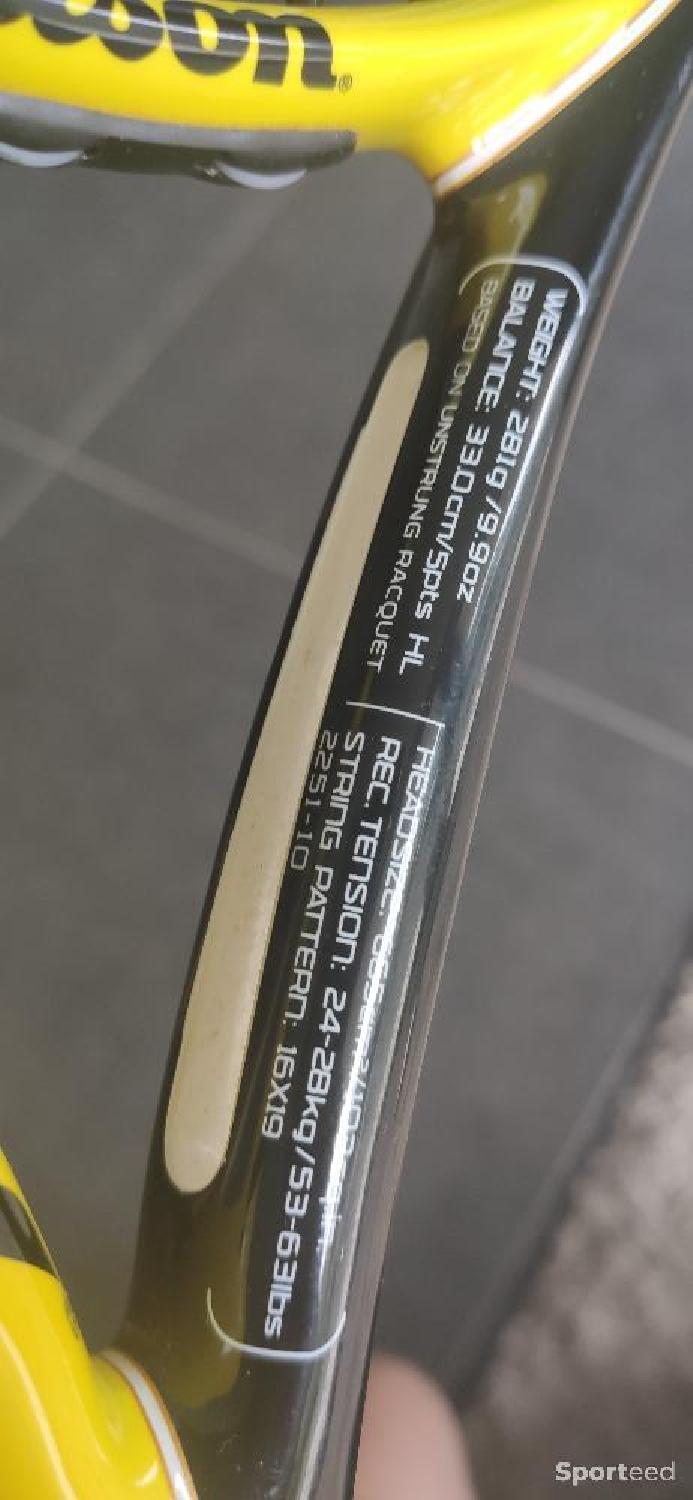 Wilson®
WEIGHT: 281g / 9.9oz
BALANCE: 33.0cm/5pts HL
BASED ON UNSTRUNG RACQUET
HEADSIZE:
REC. TENSION: 24-28kg/53-63lbs
STRING PATTERN: 16X19
2251-10
Sporteed